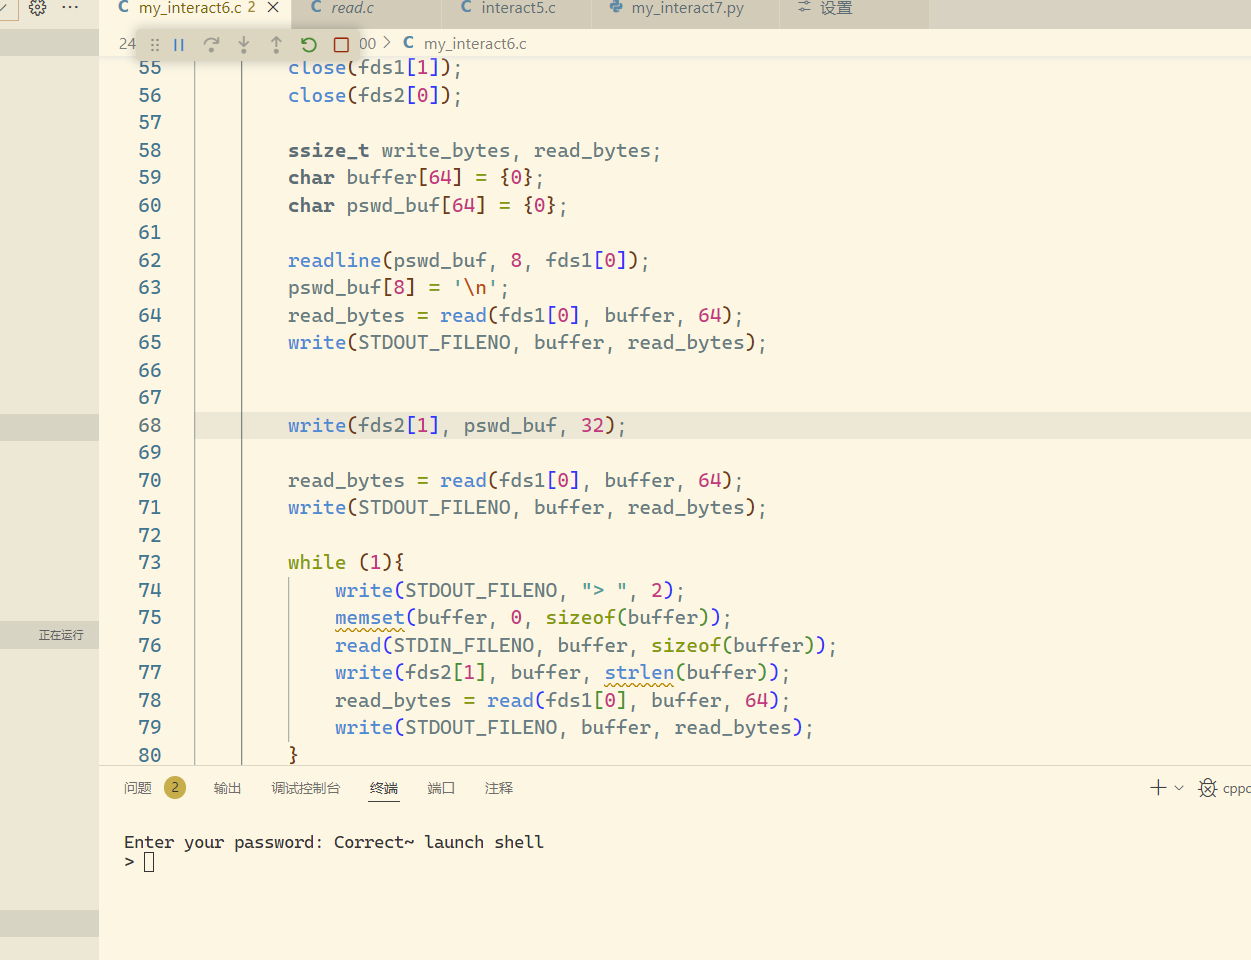 my_interact6.c 2 read.c interact5.c my_interact7.py 设置
24 00 > C my_interact6.c
55 close(fds1[1]);
56 close(fds2[0]);
57
58 ssize_t write_bytes, read_bytes;
59 char buffer[64] = {0};
60 char pswd_buf[64] = {0};
61
62 readline(pswd_buf, 8, fds1[0]);
63 pswd_buf[8] = '\n';
64 read_bytes = read(fds1[0], buffer, 64);
65 write(STDOUT_FILENO, buffer, read_bytes);
66
67
68 write(fds2[1], pswd_buf, 32);
69
70 read_bytes = read(fds1[0], buffer, 64);
71 write(STDOUT_FILENO, buffer, read_bytes);
72
73 while (1){
74 write(STDOUT_FILENO, "> ", 2);
75 memset(buffer, 0, sizeof(buffer));
76 read(STDIN_FILENO, buffer, sizeof(buffer));
77 write(fds2[1], buffer, strlen(buffer));
78 read_bytes = read(fds1[0], buffer, 64);
79 write(STDOUT_FILENO, buffer, read_bytes);
80 }
正在运行
问题 2 输出 调试控制台 终端 端口 注释
Enter your password: Correct~ launch shell
>